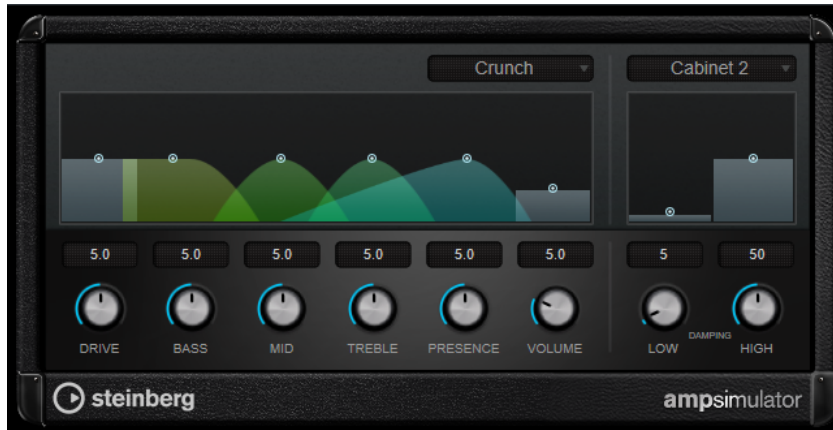 Crunch Cabinet 2
5.0 5.0 5.0 5.0 5.0 5.0 5 50
DRIVE BASS MID TREBLE PRESENCE VOLUME LOW DAMPING HIGH
steinberg ampsimulator